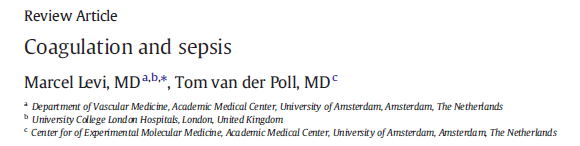 Review Article
Coagulation and sepsis
Marcel Levi, MD a,b,*, Tom van der Poll, MD c
a Department of Vascular Medicine, Academic Medical Center, University of Amsterdam, Amsterdam, The Netherlands
b University College London Hospitals, London, United Kingdom
c Center for of Experimental Molecular Medicine, Academic Medical Center, University of Amsterdam, Amsterdam, The Netherlands